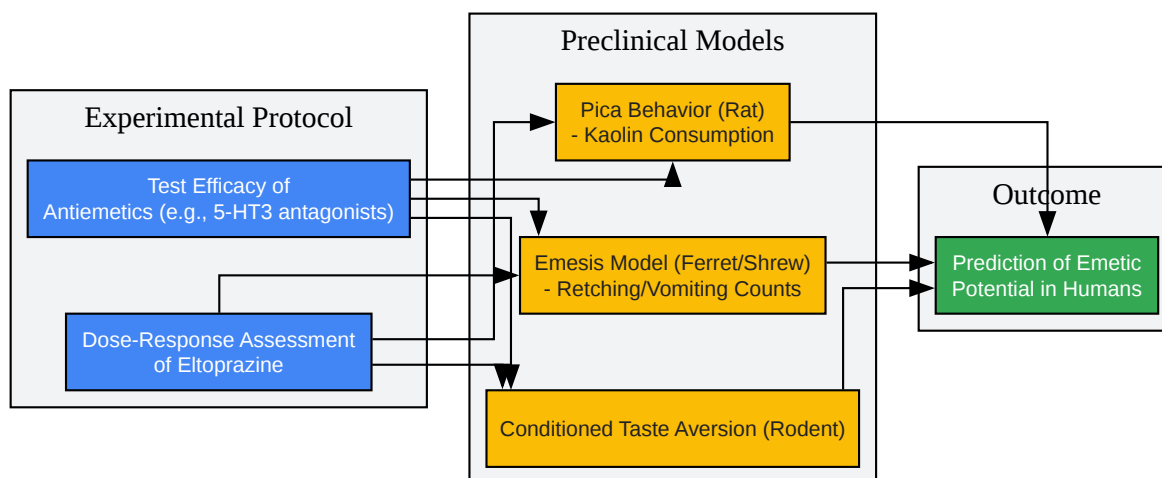 Experimental Protocol
Test Efficacy of
Antiemetics (e.g., 5-HT3 antagonists)
Dose-Response Assessment
of Eltoprazine
Preclinical Models
Pica Behavior (Rat)
- Kaolin Consumption
Emesis Model (Ferret/Shrew)
- Retching/Vomiting Counts
Conditioned Taste Aversion (Rodent)
Outcome
Prediction of Emetic
Potential in Humans